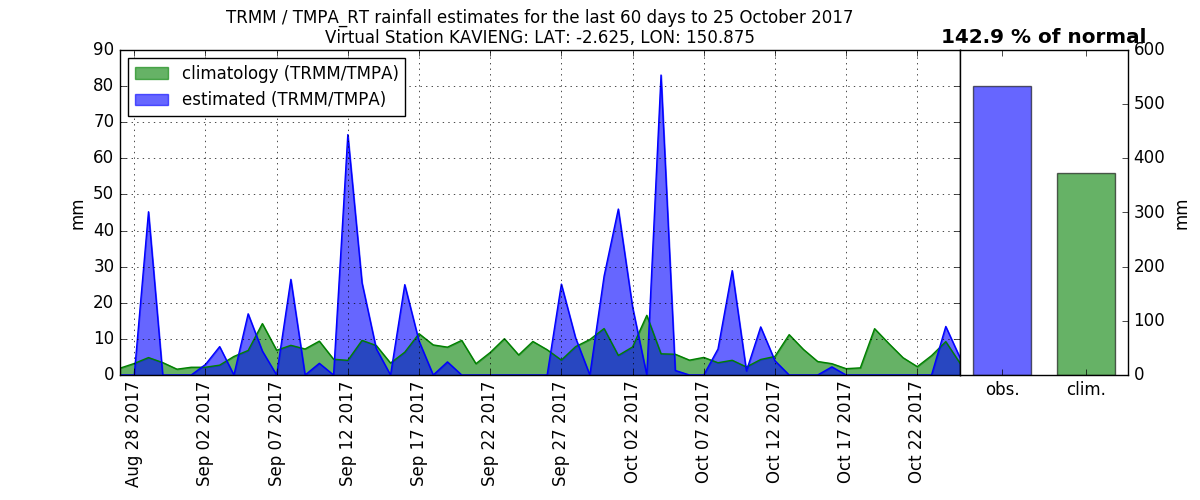 TRMM / TMPA_RT rainfall estimates for the last 60 days to 25 October 2017
Virtual Station KAVIENG: LAT: -2.625, LON: 150.875
142.9 % of normal
climatology (TRMM/TMPA)
estimated (TRMM/TMPA)
mm
90
80
70
60
50
40
30
20
10
0
Aug 28 2017
Sep 02 2017
Sep 07 2017
Sep 12 2017
Sep 17 2017
Sep 22 2017
Sep 27 2017
Oct 02 2017
Oct 07 2017
Oct 12 2017
Oct 17 2017
Oct 22 2017
obs.
clim.
600
500
400
300
200
100
0
mm